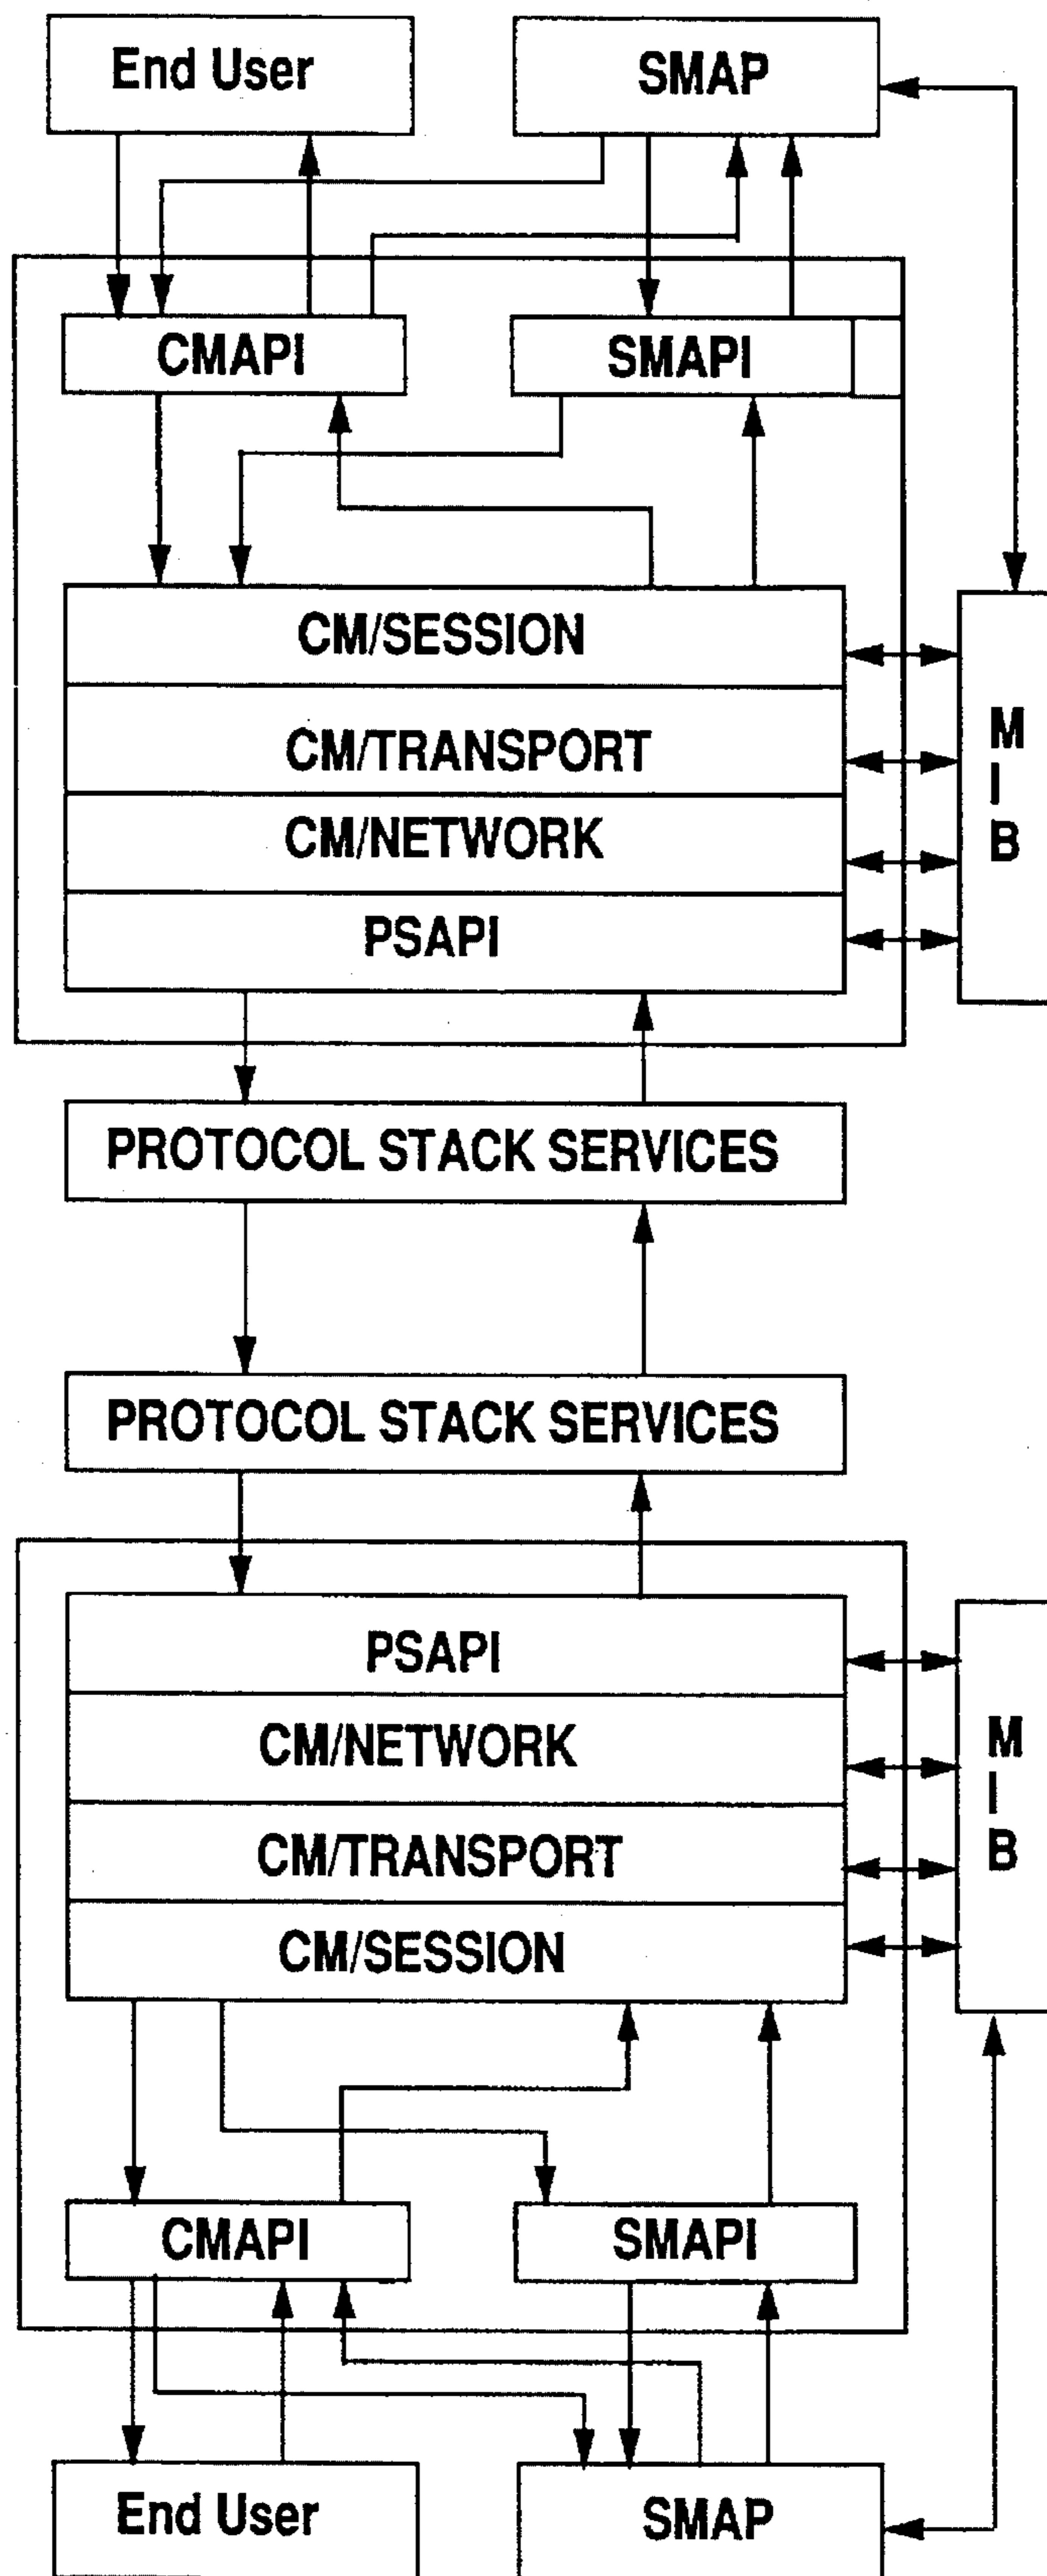 End User
SMAP
CMAPI
SMAPI
CM/SESSION
CM/TRANSPORT
CM/NETWORK
PSAPI
M
I
B
PROTOCOL STACK SERVICES
PROTOCOL STACK SERVICES
PSAPI
CM/NETWORK
CM/TRANSPORT
CM/SESSION
M
I
B
CMAPI
SMAPI
End User
SMAP